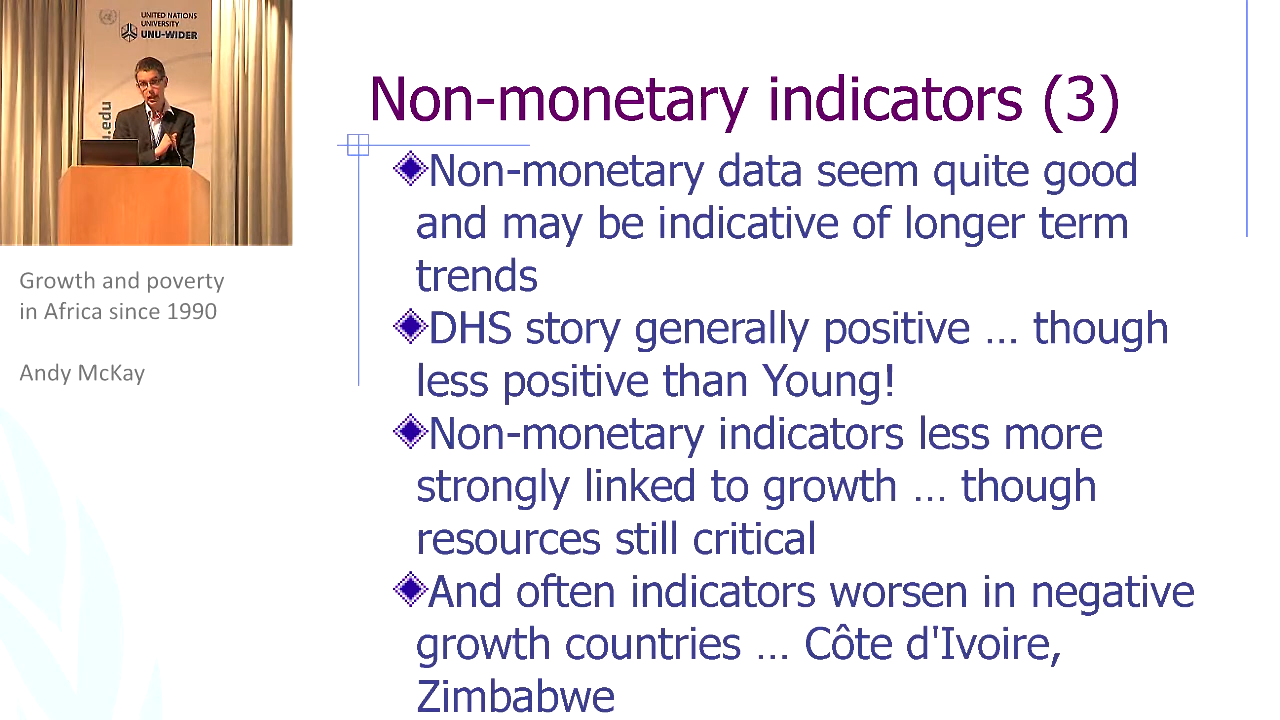 UNITED NATIONS
UNIVERSITY
UNU-WIDER
u.edu
Growth and poverty
in Africa since 1990
Andy McKay
Non-monetary indicators (3)
Non-monetary data seem quite good
and may be indicative of longer term
trends
DHS story generally positive … though
less positive than Young!
Non-monetary indicators less more
strongly linked to growth … though
resources still critical
And often indicators worsen in negative
growth countries … Côte d'Ivoire,
Zimbabwe